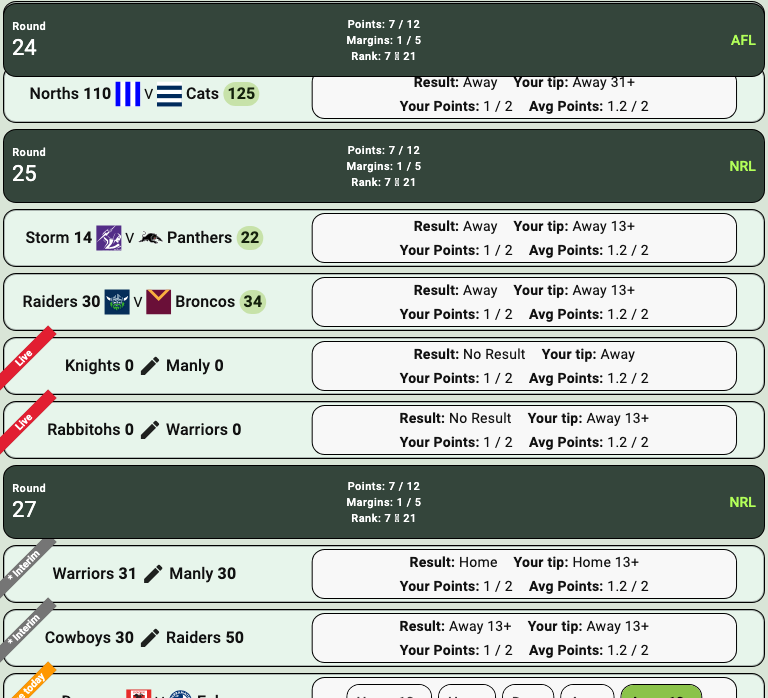 Round
24
Points: 7 / 12
Margins: 1 / 5
Rank: 7 21
AFL
Norths 110 V Cats 125
Result: Away Your tip: Away 31+
Your Points: 1 / 2 Avg Points: 1.2 / 2
Round
25
Points: 7 / 12
Margins: 1 / 5
Rank: 7 21
NRL
Storm 14 V Panthers 22
Result: Away Your tip: Away 13+
Your Points: 1 / 2 Avg Points: 1.2 / 2
Raiders 30 V Broncos 34
Result: Away Your tip: Away 13+
Your Points: 1 / 2 Avg Points: 1.2 / 2
Live
Knights 0 Manly 0
Result: No Result Your tip: Away
Your Points: 1 / 2 Avg Points: 1.2 / 2
Live
Rabbitohs 0 Warriors 0
Result: No Result Your tip: Away 13+
Your Points: 1 / 2 Avg Points: 1.2 / 2
Round
27
Points: 7 / 12
Margins: 1 / 5
Rank: 7 21
NRL
* Interim
Warriors 31 Manly 30
Result: Home Your tip: Home 13+
Your Points: 1 / 2 Avg Points: 1.2 / 2
* Interim
Cowboys 30 Raiders 50
Result: Away 13+ Your tip: Away 13+
Your Points: 1 / 2 Avg Points: 1.2 / 2
today